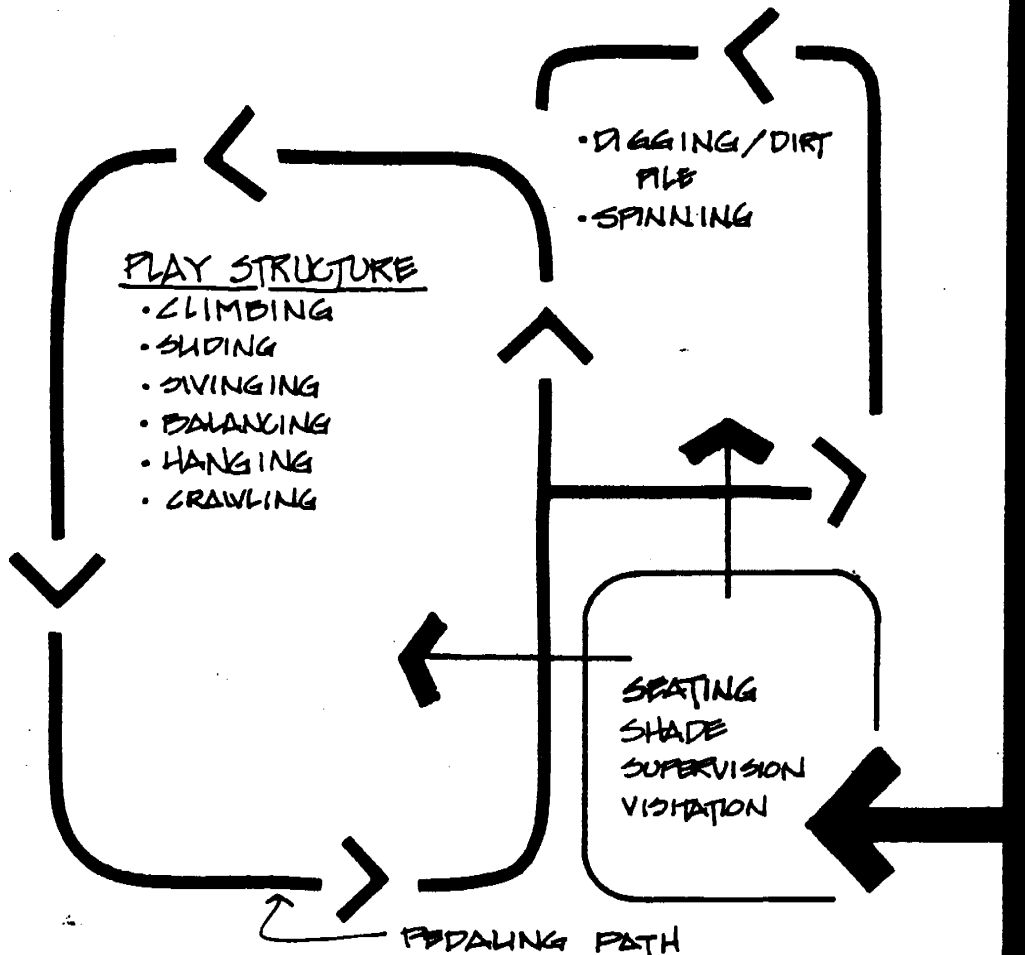 • DIGGING/DIRT
PILE
• SPINNING
PLAY STRUCTURE
• CLIMBING
• SLIDING
• SWINGING
• BALANCING
• HANGING
• CRAWLING
SEATING
SHADE
SUPERVISION
VISITATION
PEDALING PATH